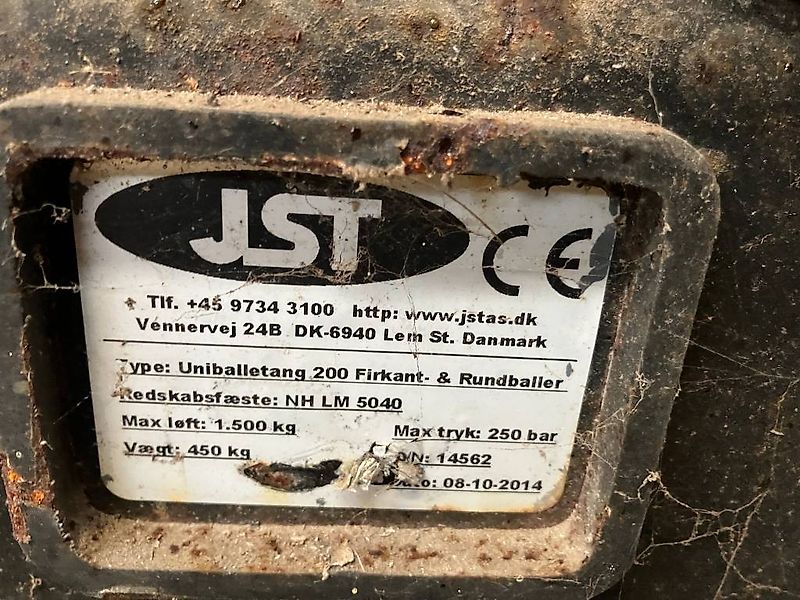 JST CE
Tlf. +45 9734 3100 http: www.jstas.dk
Vennervej 24B DK-6940 Lem St. Danmark
Type: Uniballetang 200 Firkant- & Rundballer
Redskabsfæste: NH LM 5040
Max løft: 1.500 kg Max tryk: 250 bar
Vægt: 450 kg O/N: 14562
Dato: 08-10-2014